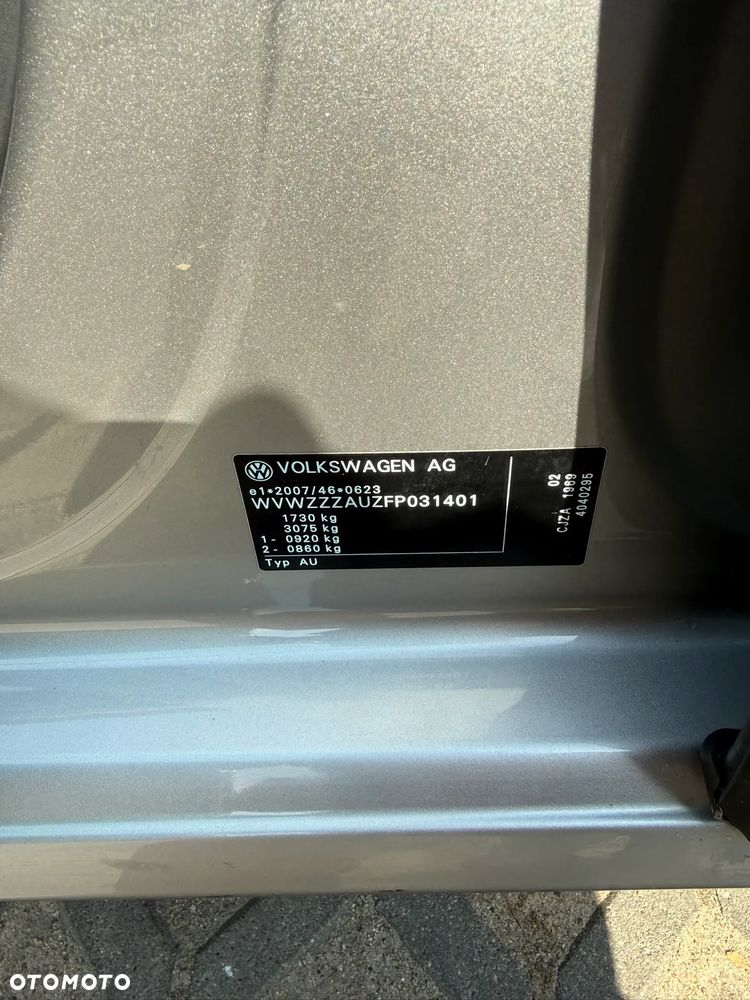 VOLKSWAGEN AG
e1*2007/46*0623
WVWZZZAUZFP031401
1730 kg
3075 kg
1- 0920 kg
2- 0860 kg
Typ AU
02
CJZA 1969
4040295
OTOMOTO